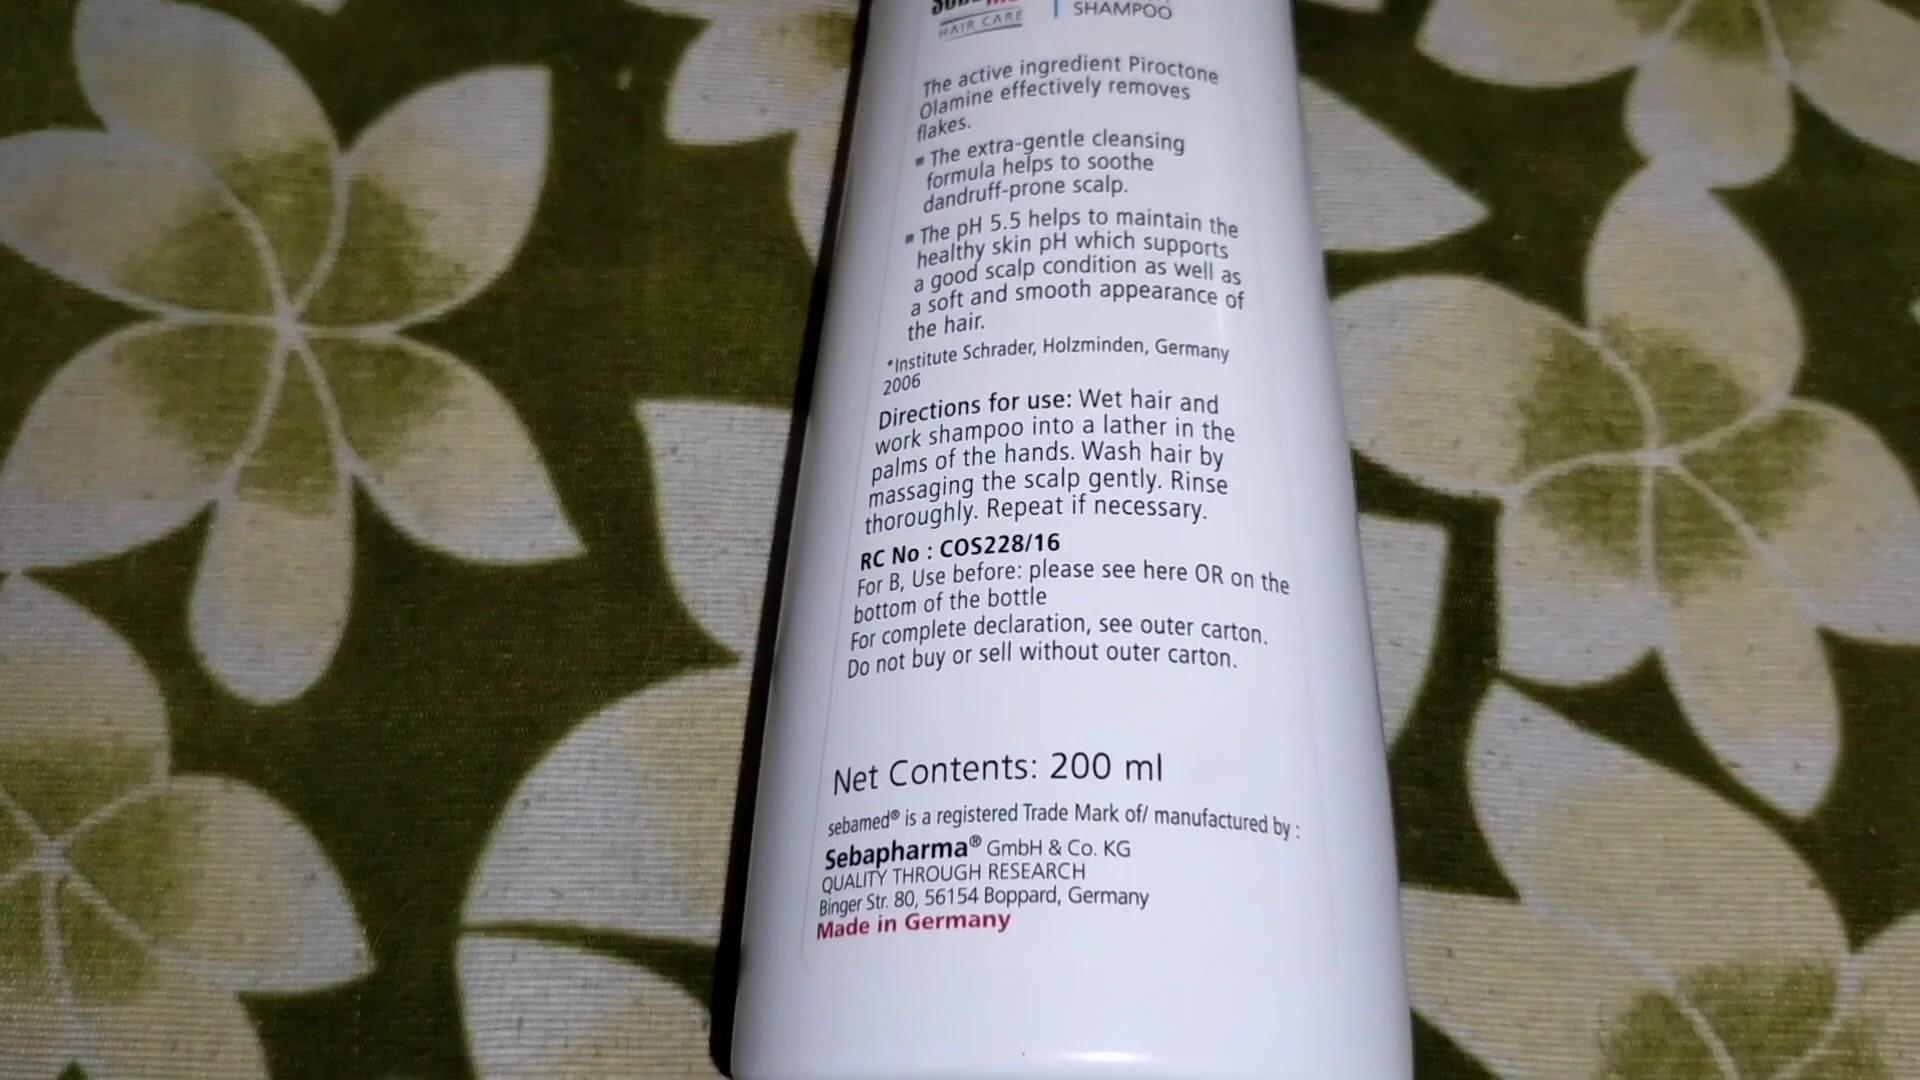 HAIR CARE
SHAMPOO
The active ingredient Piroctone
Olamine effectively removes
flakes.
▪ The extra-gentle cleansing
formula helps to soothe
dandruff-prone scalp.
▪ The pH 5.5 helps to maintain the
healthy skin pH which supports
a good scalp condition as well as
a soft and smooth appearance of
the hair.
*Institute Schrader, Holzminden, Germany
2006
Directions for use: Wet hair and
work shampoo into a lather in the
palms of the hands. Wash hair by
massaging the scalp gently. Rinse
thoroughly. Repeat if necessary.
RC No : COS228/16
For B, Use before: please see here OR on the
bottom of the bottle
For complete declaration, see outer carton.
Do not buy or sell without outer carton.
Net Contents: 200 ml
sebamed® is a registered Trade Mark of/ manufactured by :
Sebapharma® GmbH & Co. KG
QUALITY THROUGH RESEARCH
Binger Str. 80, 56154 Boppard, Germany
Made in Germany